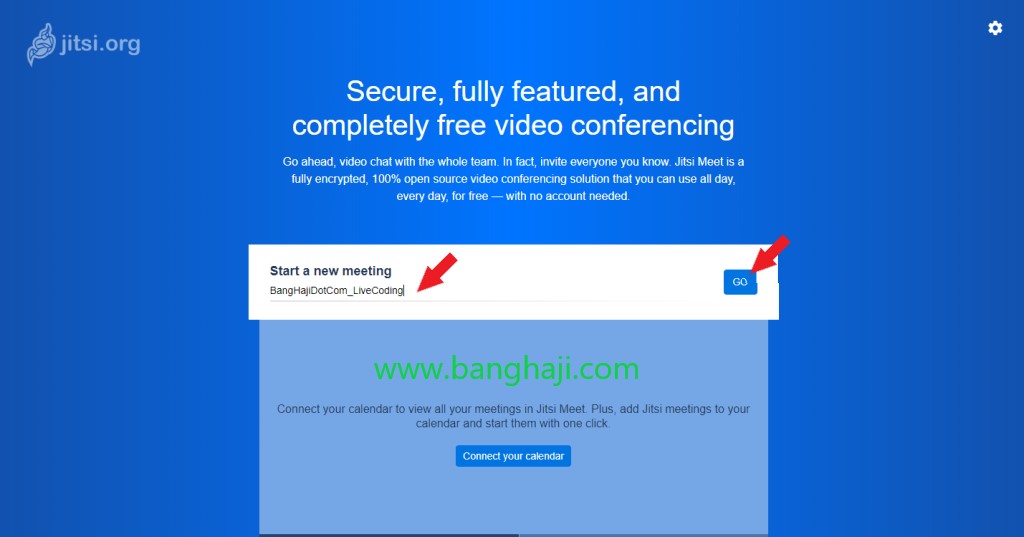 jitsi.org
Secure, fully featured, and
completely free video conferencing
Go ahead, video chat with the whole team. In fact, invite everyone you know. Jitsi Meet is a
fully encrypted, 100% open source video conferencing solution that you can use all day,
every day, for free — with no account needed.
Start a new meeting
BangHajiDotCom_LiveCoding
GO
www.banghaji.com
Connect your calendar to view all your meetings in Jitsi Meet. Plus, add Jitsi meetings to your
calendar and start them with one click.
Connect your calendar